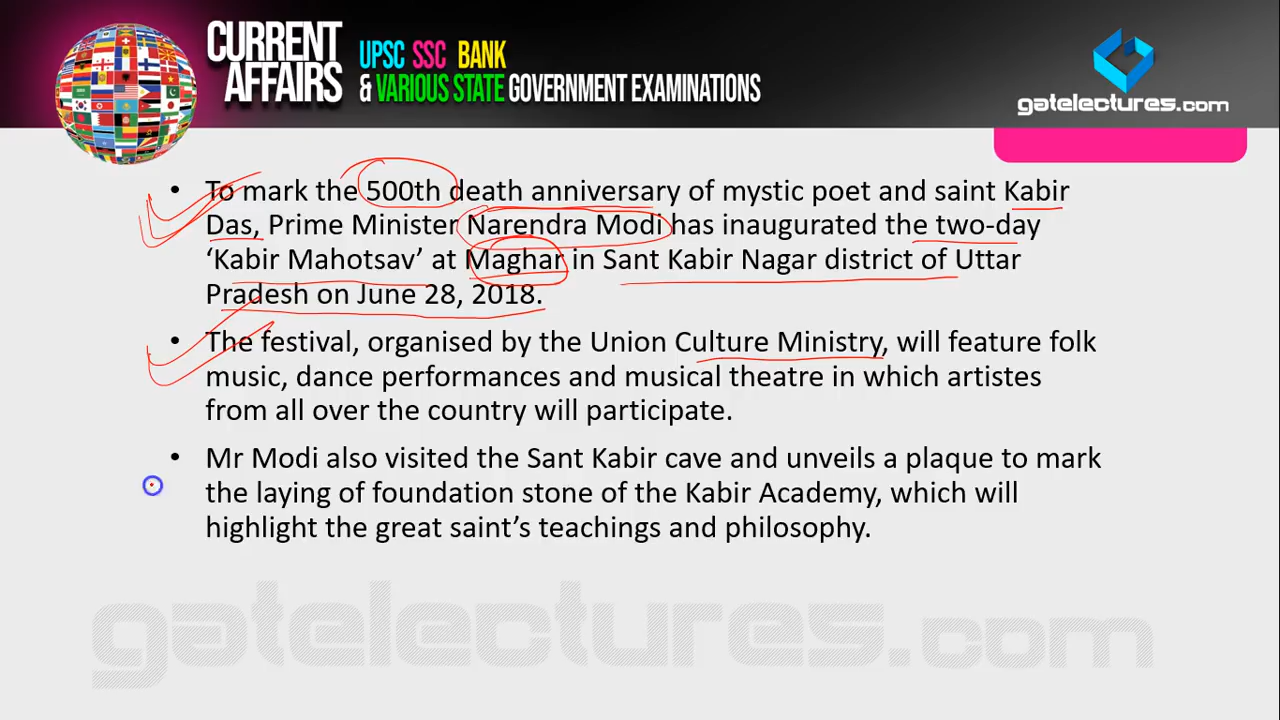 CURRENT
AFFAIRS
UPSC SSC BANK
& VARIOUS STATE GOVERNMENT EXAMINATIONS
gatelectures.com
• To mark the 500th death anniversary of mystic poet and saint Kabir
Das, Prime Minister Narendra Modi has inaugurated the two-day
‘Kabir Mahotsav’ at Maghar in Sant Kabir Nagar district of Uttar
Pradesh on June 28, 2018.
• The festival, organised by the Union Culture Ministry, will feature folk
music, dance performances and musical theatre in which artistes
from all over the country will participate.
• Mr Modi also visited the Sant Kabir cave and unveils a plaque to mark
the laying of foundation stone of the Kabir Academy, which will
highlight the great saint’s teachings and philosophy.
gatelectures.com